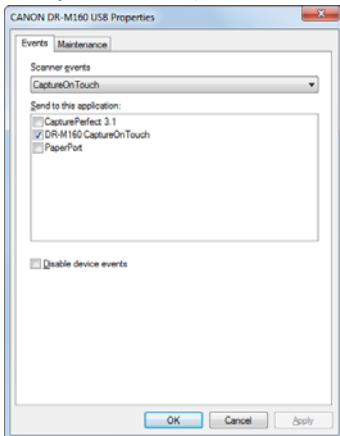 CANON DR-M160 USB Properties
Events Maintenance
Scanner events
CaptureOnTouch
Send to this application:
CapturePerfect 3.1
DR-M160 CaptureOnTouch
PaperPort
Disable device events
OK Cancel Apply